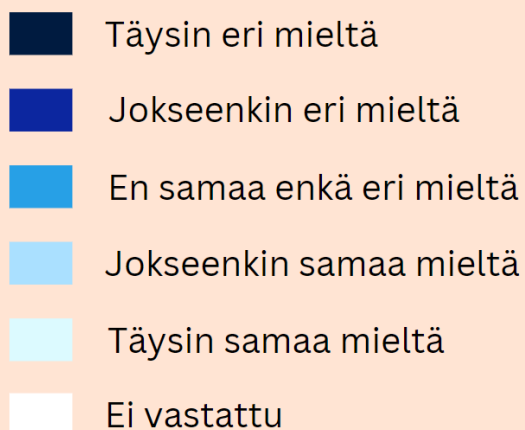 Täysin eri mieltä
Jokseenkin eri mieltä
En samaa enkä eri mieltä
Jokseenkin samaa mieltä
Täysin samaa mieltä
Ei vastattu